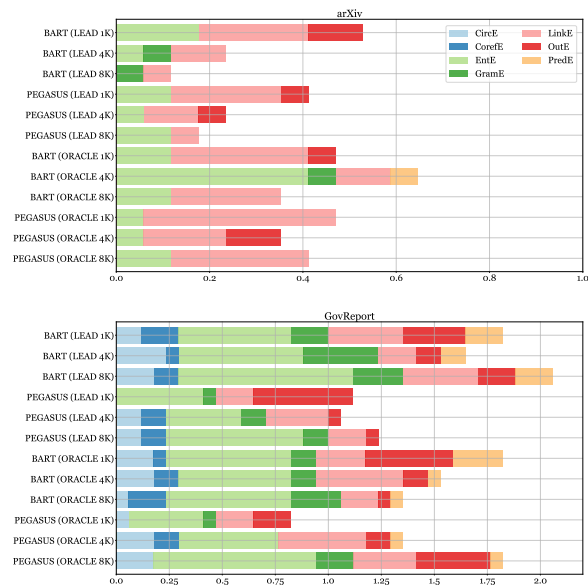 arXiv
BART (LEAD 1K)
BART (LEAD 4K)
BART (LEAD 8K)
PEGASUS (LEAD 1K)
PEGASUS (LEAD 4K)
PEGASUS (LEAD 8K)
BART (ORACLE 1K)
BART (ORACLE 4K)
BART (ORACLE 8K)
PEGASUS (ORACLE 1K)
PEGASUS (ORACLE 4K)
PEGASUS (ORACLE 8K)
CircE LinkE
CorefE OutE
EntE PredE
GramE
0.0 0.2 0.4 0.6 0.8 1.0
GovReport
BART (LEAD 1K)
BART (LEAD 4K)
BART (LEAD 8K)
PEGASUS (LEAD 1K)
PEGASUS (LEAD 4K)
PEGASUS (LEAD 8K)
BART (ORACLE 1K)
BART (ORACLE 4K)
BART (ORACLE 8K)
PEGASUS (ORACLE 1K)
PEGASUS (ORACLE 4K)
PEGASUS (ORACLE 8K)
0.0 0.25 0.5 0.75 1.0 1.25 1.5 1.75 2.0